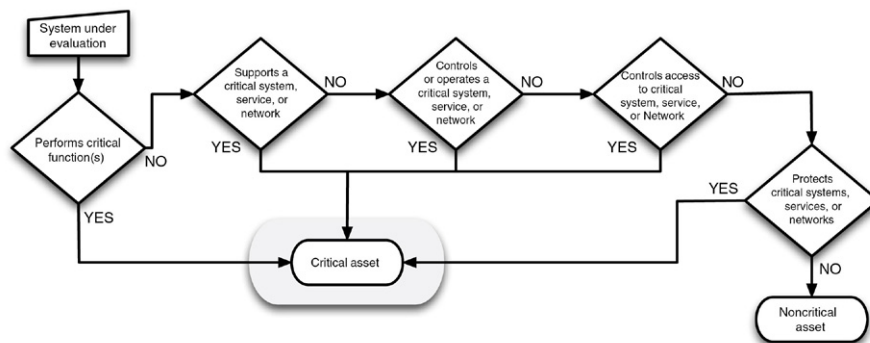 System under
evaluation
Performs critical
function(s)
NO
YES
Supports a
critical system,
service, or
network
NO
YES
Controls
or operates a
critical system,
service, or
network
NO
YES
Controls access
to critical
system, service,
or Network
NO
YES
Protects
critical systems,
services, or
networks
YES
NO
Critical asset
Noncritical
asset